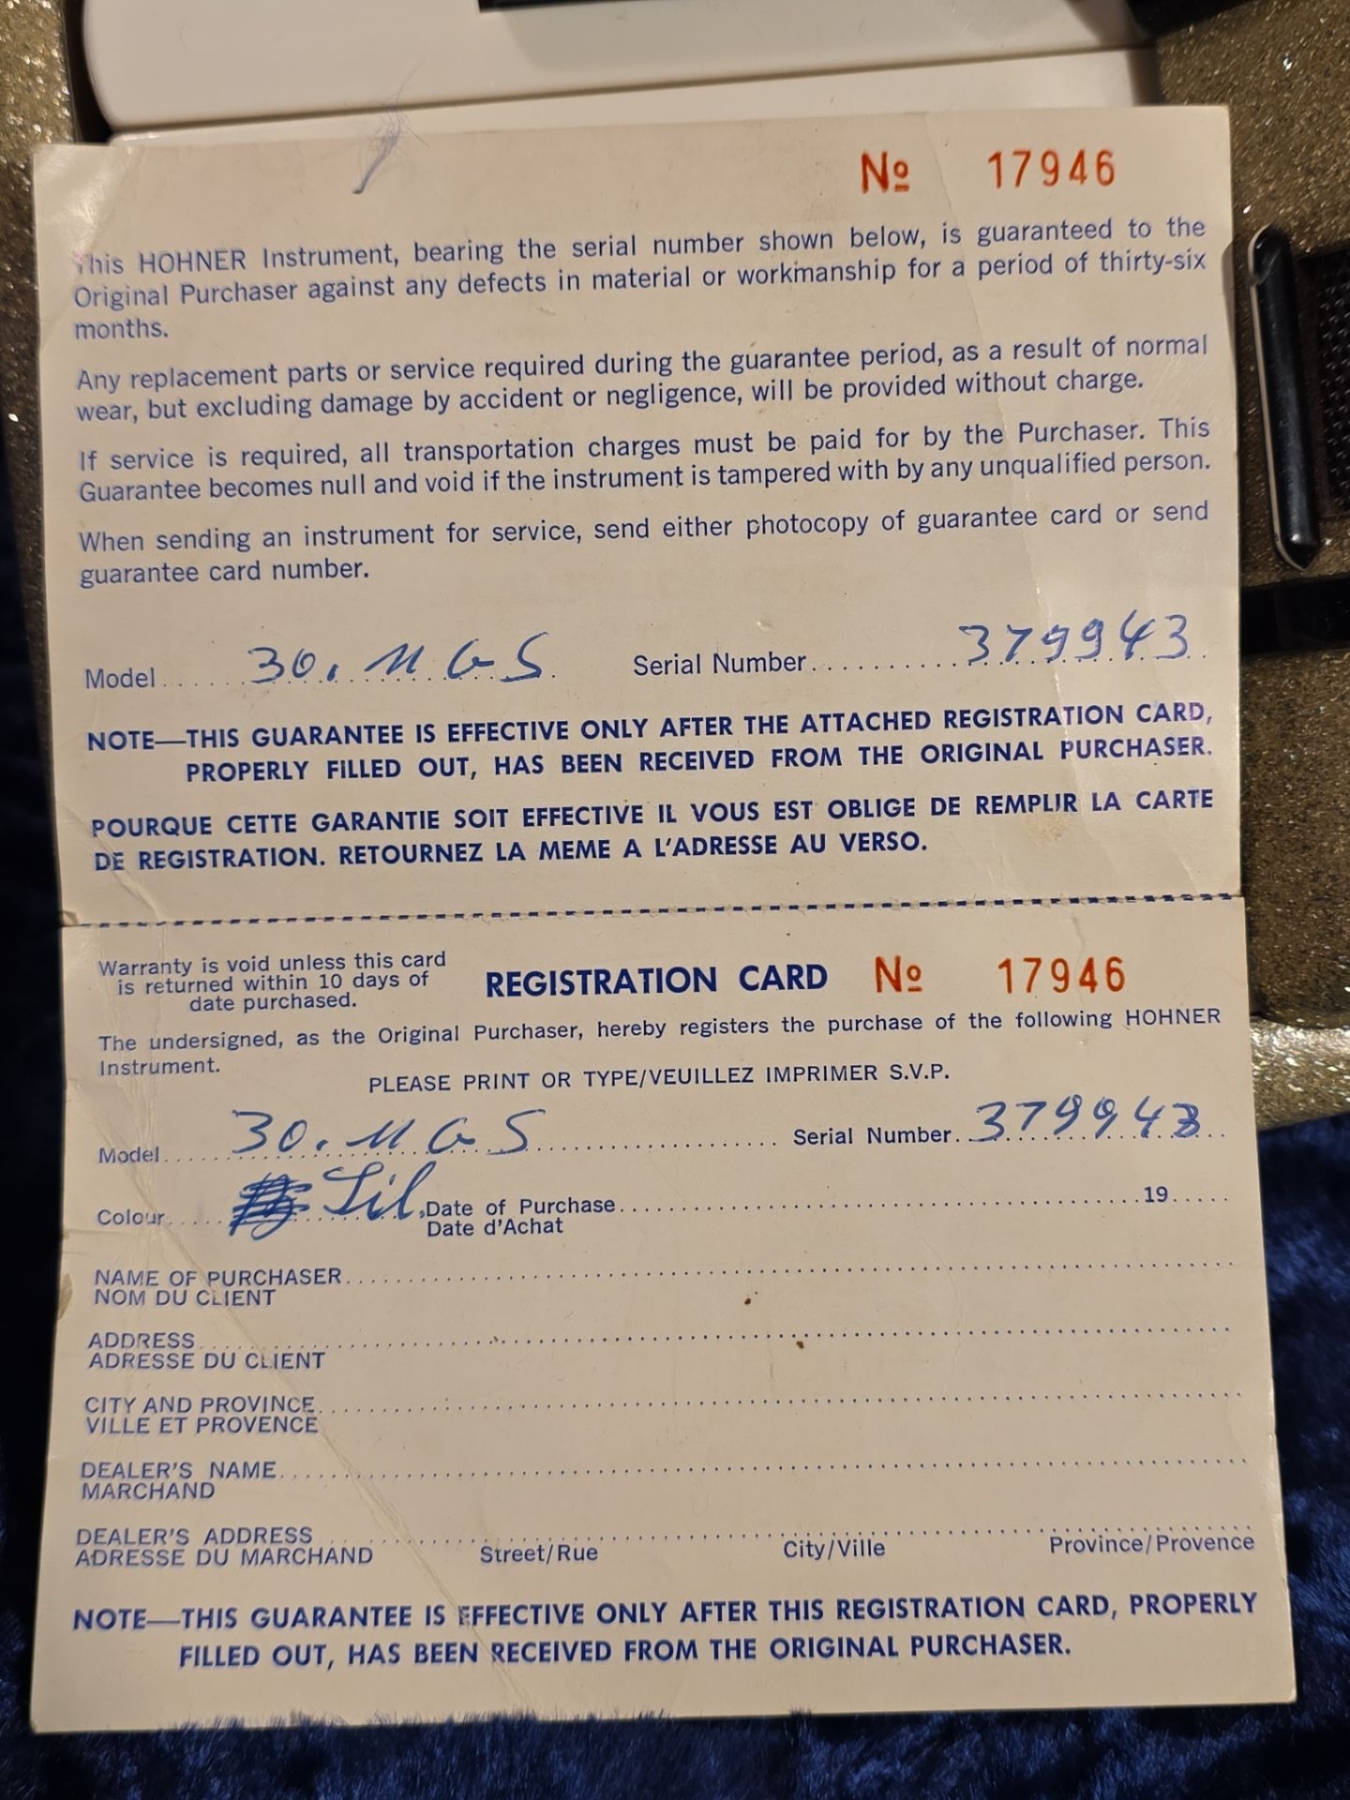 Nº 17946
This HOHNER Instrument, bearing the serial number shown below, is guaranteed to the
Original Purchaser against any defects in material or workmanship for a period of thirty-six
months.
Any replacement parts or service required during the guarantee period, as a result of normal
wear, but excluding damage by accident or negligence, will be provided without charge.
If service is required, all transportation charges must be paid for by the Purchaser. This
Guarantee becomes null and void if the instrument is tampered with by any unqualified person.
When sending an instrument for service, send either photocopy of guarantee card or send
guarantee card number.
Model 30. M G S Serial Number 379943
NOTE—THIS GUARANTEE IS EFFECTIVE ONLY AFTER THE ATTACHED REGISTRATION CARD,
PROPERLY FILLED OUT, HAS BEEN RECEIVED FROM THE ORIGINAL PURCHASER.
POURQUE CETTE GARANTIE SOIT EFFECTIVE IL VOUS EST OBLIGE DE REMPLIR LA CARTE
DE REGISTRATION. RETOURNEZ LA MEME A L'ADRESSE AU VERSO.
Warranty is void unless this card
is returned within 10 days of
date purchased.
REGISTRATION CARD Nº 17946
The undersigned, as the Original Purchaser, hereby registers the purchase of the following HOHNER
Instrument.
PLEASE PRINT OR TYPE/VEUILLEZ IMPRIMER S.V.P.
Model 30. M G S Serial Number 379943
Colour Sil. Date of Purchase 19
Date d'Achat
NAME OF PURCHASER
NOM DU CLIENT
ADDRESS
ADRESSE DU CLIENT
CITY AND PROVINCE
VILLE ET PROVENCE
DEALER'S NAME
MARCHAND
DEALER'S ADDRESS
ADRESSE DU MARCHAND Street/Rue City/Ville Province/Provence
NOTE—THIS GUARANTEE IS EFFECTIVE ONLY AFTER THIS REGISTRATION CARD, PROPERLY
FILLED OUT, HAS BEEN RECEIVED FROM THE ORIGINAL PURCHASER.